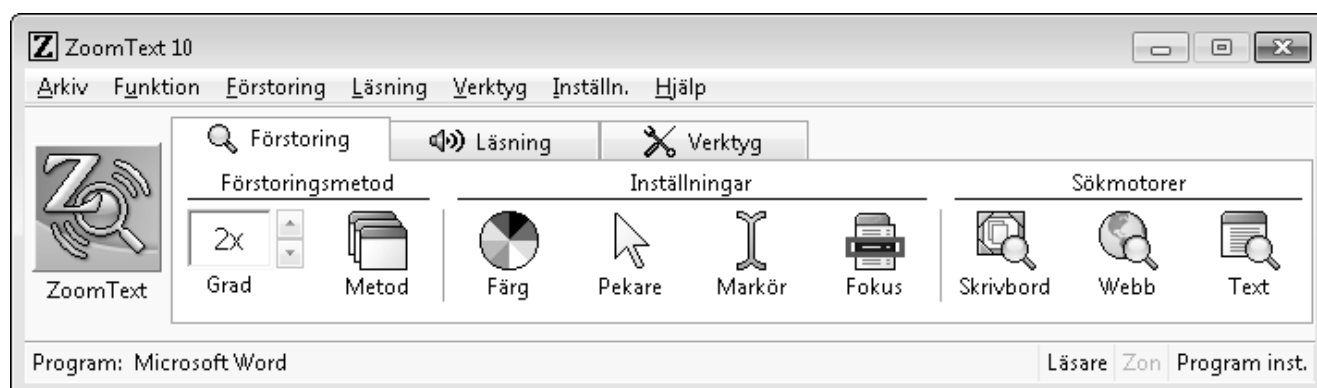 ZoomText 10
Arkiv Funktion Förstoring Läsning Verktyg Inställn. Hjälp
Förstoring Läsning Verktyg
Förstoringsmetod Inställningar Sökmotorer
2x
ZoomText Grad Metod Färg Pekare Markör Fokus Skrivbord Webb Text
Program: Microsoft Word Läsare Zon Program inst.